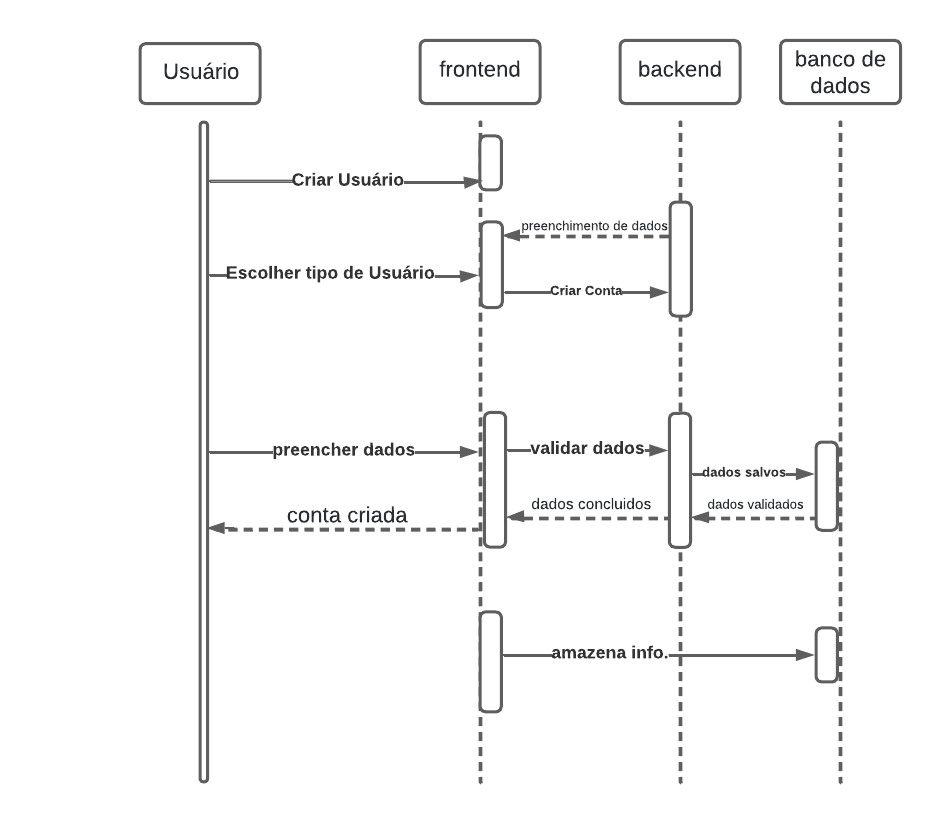 Usuário
frontend
backend
banco de
dados
Criar Usuário
preenchimento de dados
Escolher tipo de Usuário
Criar Conta
preencher dados
validar dados
dados salvos
dados concluidos
dados validados
conta criada
amazena info.